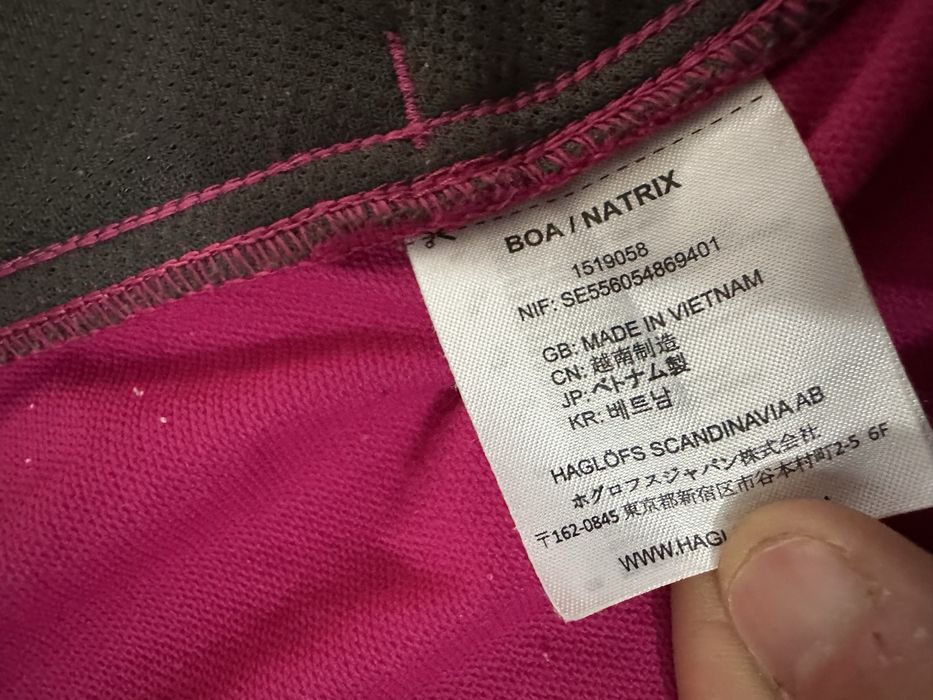 BOA / NATRIX
1519058
NIF: SE556054869401
GB: MADE IN VIETNAM
CN: 越南制造
JP: ベトナム製
KR: 베트남
HAGLÖFS SCANDINAVIA AB
ホグロフスジャパン株式会社
〒162-0845 東京都新宿区市谷本村町2-5 6F